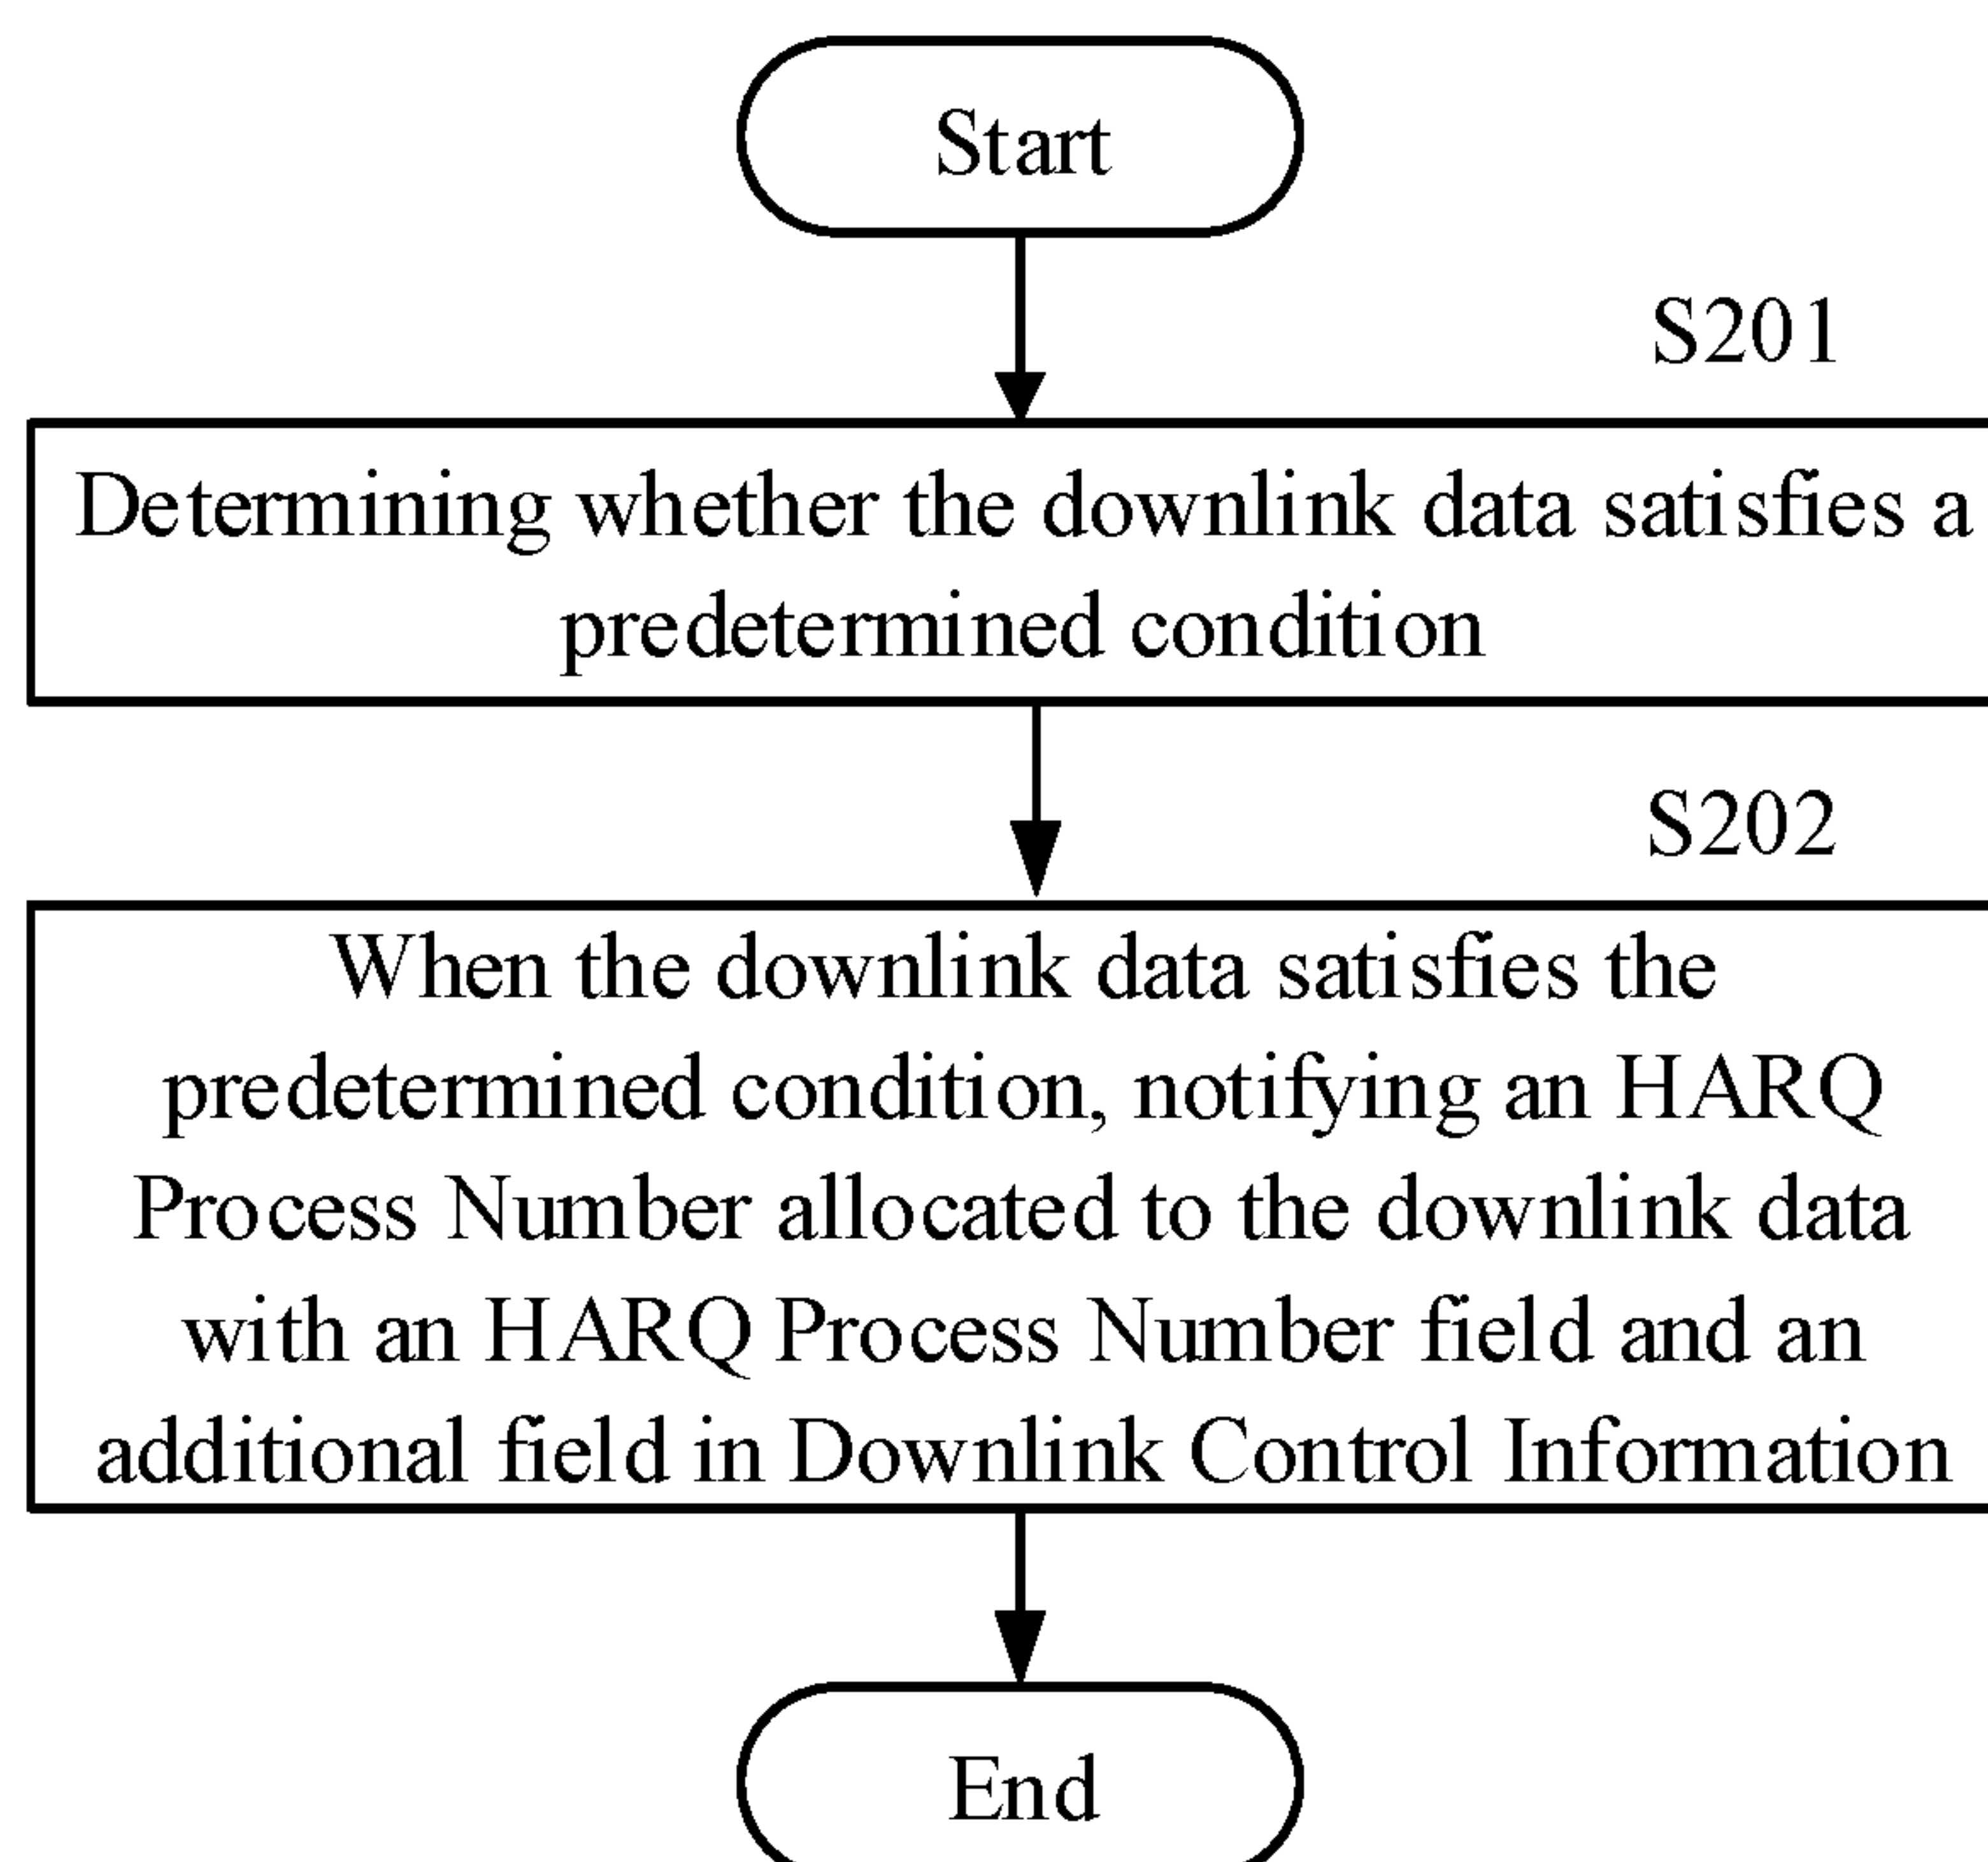 Start
S201
Determining whether the downlink data satisfies a
predetermined condition
S202
When the downlink data satisfies the
predetermined condition, notifying an HARQ
Process Number allocated to the downlink data
with an HARQ Process Number field and an
additional field in Downlink Control Information
End